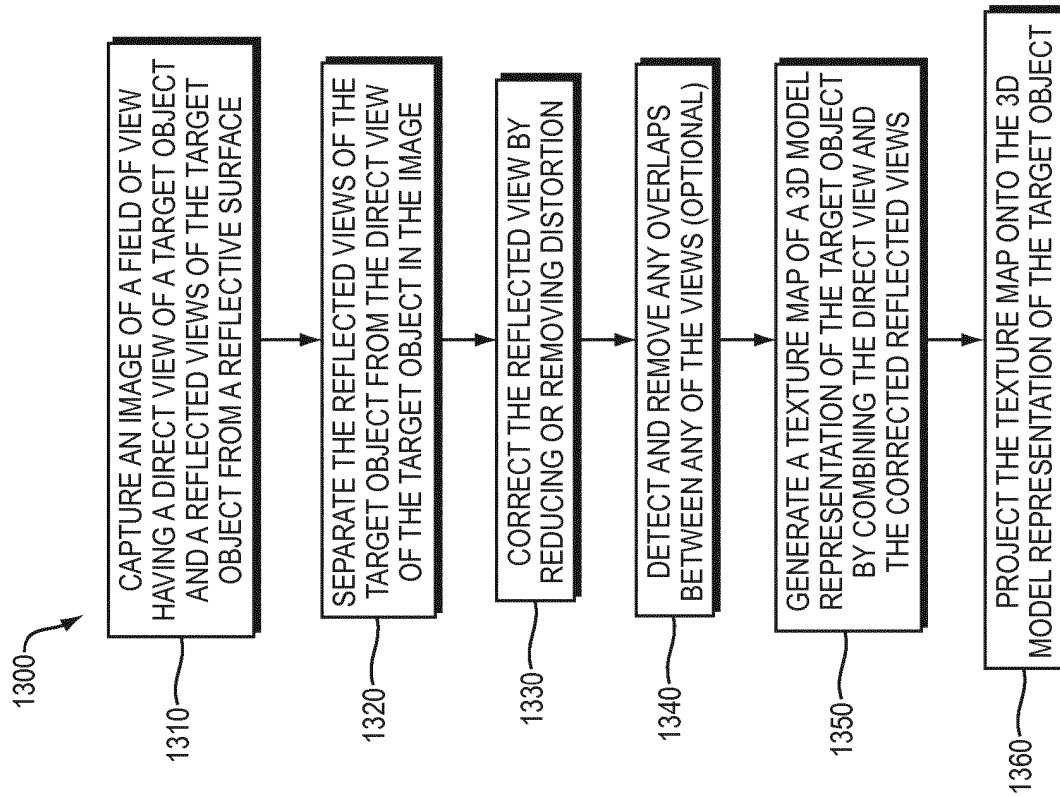 1300
1310
CAPTURE AN IMAGE OF A FIELD OF VIEW
HAVING A DIRECT VIEW OF A TARGET OBJECT
AND A REFLECTED VIEWS OF THE TARGET
OBJECT FROM A REFLECTIVE SURFACE
1320
SEPARATE THE REFLECTED VIEWS OF THE
TARGET OBJECT FROM THE DIRECT VIEW
OF THE TARGET OBJECT IN THE IMAGE
1330
CORRECT THE REFLECTED VIEW BY
REDUCING OR REMOVING DISTORTION
1340
DETECT AND REMOVE ANY OVERLAPS
BETWEEN ANY OF THE VIEWS (OPTIONAL)
1350
GENERATE A TEXTURE MAP OF A 3D MODEL
REPRESENTATION OF THE TARGET OBJECT
BY COMBINING THE DIRECT VIEW AND
THE CORRECTED REFLECTED VIEWS
1360
PROJECT THE TEXTURE MAP ONTO THE 3D
MODEL REPRESENTATION OF THE TARGET OBJECT